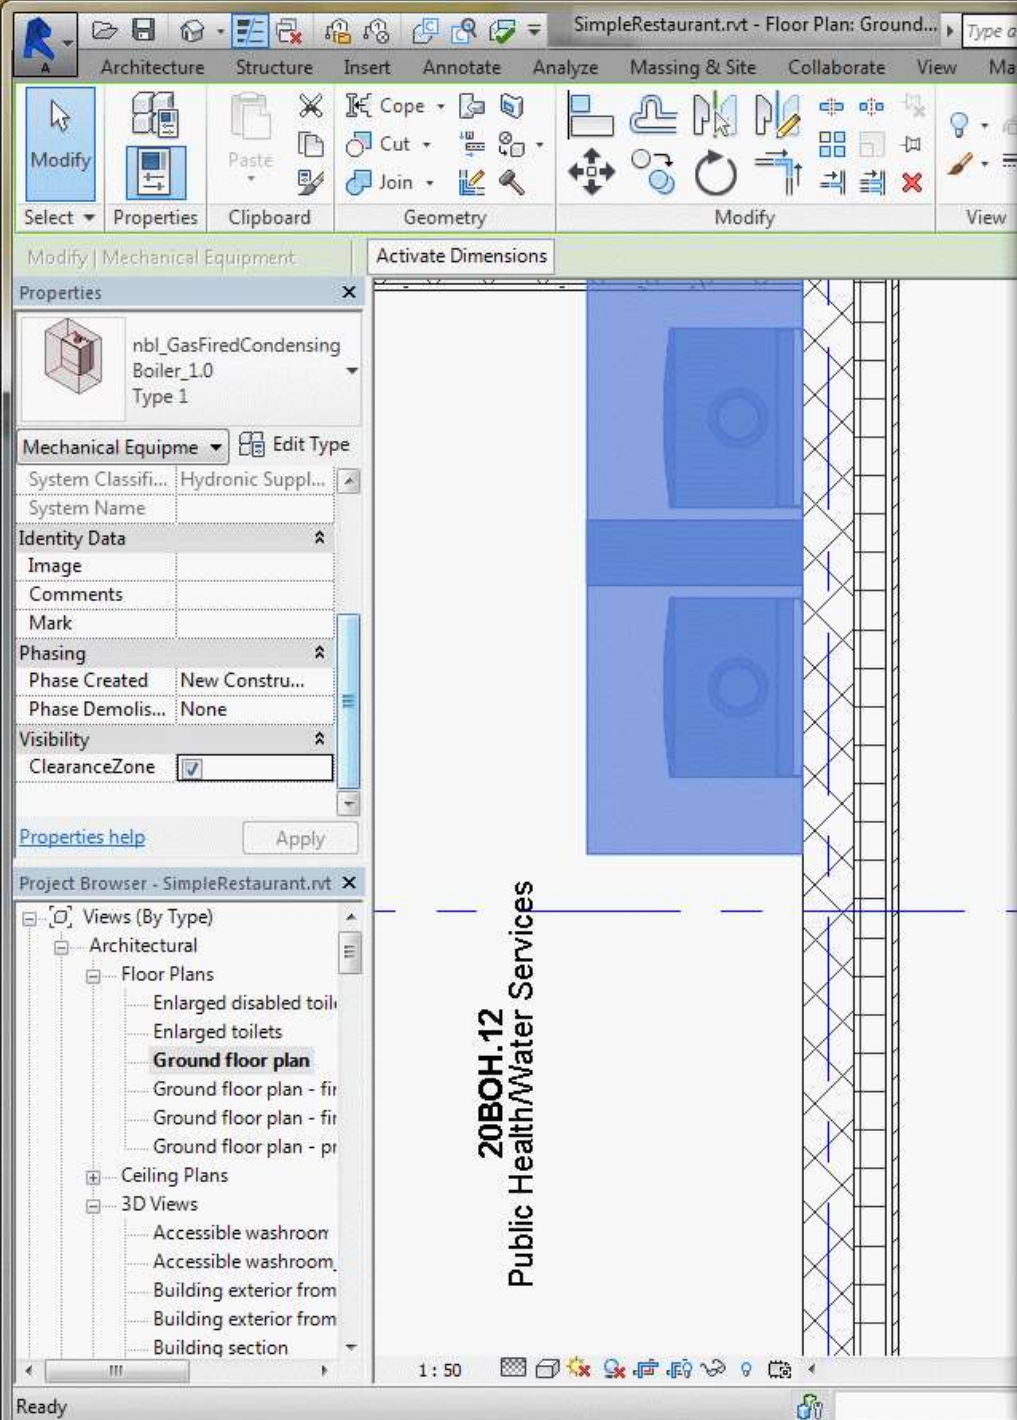 SimpleRestaurant.rvt - Floor Plan: Ground...
Type a
Architecture Structure Insert Annotate Analyze Massing & Site Collaborate View Ma
Modify
Cope
Cut
Join
Paste
Select Properties Clipboard Geometry Modify View
Modify | Mechanical Equipment
Activate Dimensions
Properties
nbl_GasFiredCondensing
Boiler_1.0
Type 1
Mechanical Equipme
Edit Type
System Classifi... Hydronic Suppl...
System Name
Identity Data
Image
Comments
Mark
Phasing
Phase Created New Constru...
Phase Demolis... None
Visibility
ClearanceZone
Properties help
Apply
Project Browser - SimpleRestaurant.rvt
Views (By Type)
Architectural
Floor Plans
Enlarged disabled toile
Enlarged toilets
Ground floor plan
Ground floor plan - fir
Ground floor plan - fir
Ground floor plan - pr
Ceiling Plans
3D Views
Accessible washroom
Accessible washroom_
Building exterior from
Building exterior from
Building section
20BOH.12
Public Health/Water Services
1 : 50
Ready